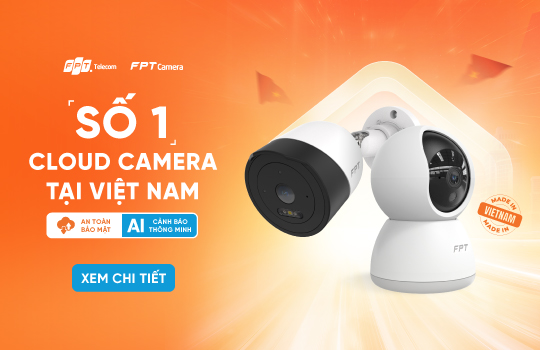 FPT. Telecom
FPT Camera
SỐ 1
CLOUD CAMERA
TẠI VIỆT NAM
AN TOÀN
BẢO MẬT
AI
CẢNH BÁO
THÔNG MINH
XEM CHI TIẾT
FPT
FPT
MADE IN
VIETNAM
MADE IN